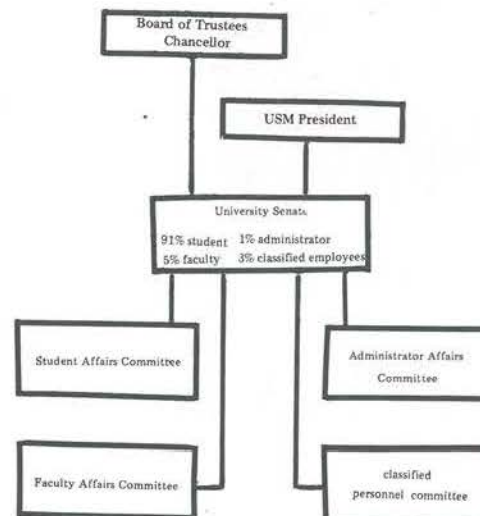 Board of Trustees
Chancellor
USM President
University Senate
91% student 1% administrator
5% faculty 3% classified employees
Student Affairs Committee
Administrator Affairs
Committee
Faculty Affairs Committee
classified
personnel committee